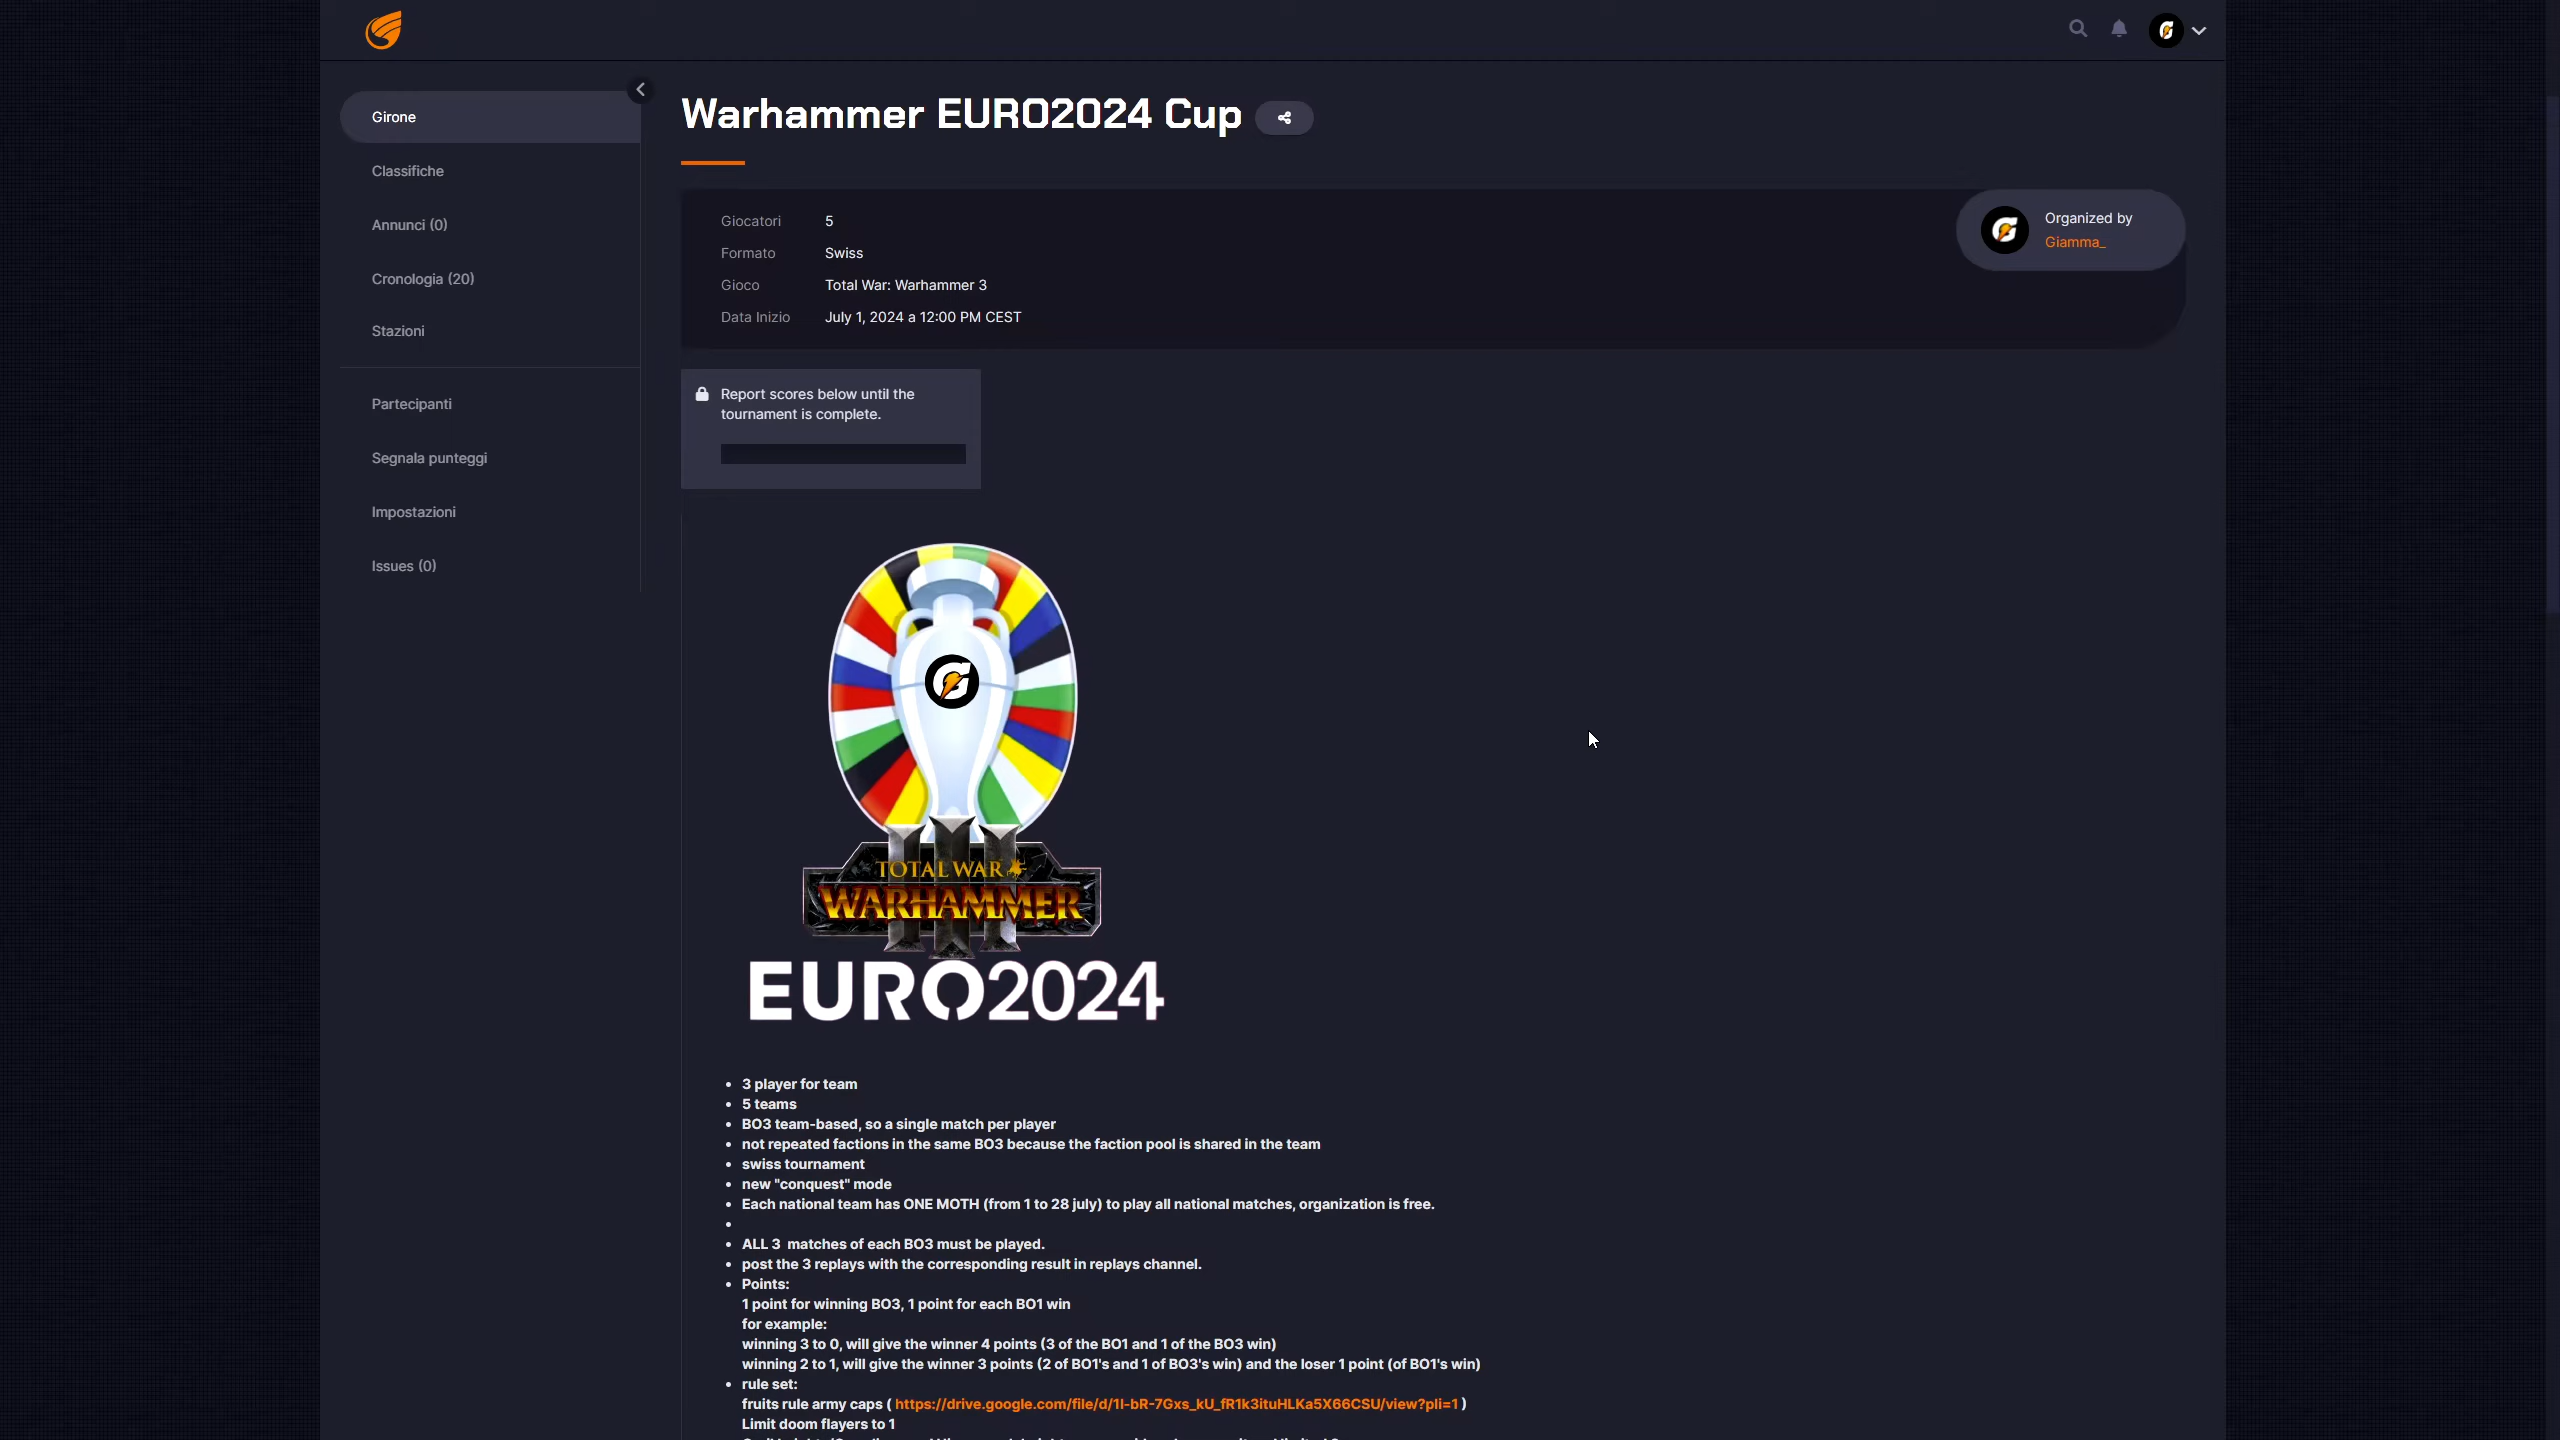 Girone
Classifiche
Annunci (0)
Cronologia (20)
Stazioni
Partecipanti
Segnala punteggi
Impostazioni
Issues (0)
Warhammer EURO2024 Cup
Giocatori 5
Formato Swiss
Gioco Total War: Warhammer 3
Data Inizio July 1, 2024 a 12:00 PM CEST
Organized by
Giamma_
Report scores below until the
tournament is complete.
TOTAL WAR
WARHAMMER
III
EURO2024
• 3 player for team
• 5 teams
• BO3 team-based, so a single match per player
• not repeated factions in the same BO3 because the faction pool is shared in the team
• swiss tournament
• new "conquest" mode
• Each national team has ONE MOTH (from 1 to 28 july) to play all national matches, organization is free.
•
• ALL 3 matches of each BO3 must be played.
• post the 3 replays with the corresponding result in replays channel.
• Points:
1 point for winning BO3, 1 point for each BO1 win
for example:
winning 3 to 0, will give the winner 4 points (3 of the BO1 and 1 of the BO3 win)
winning 2 to 1, will give the winner 3 points (2 of BO1's and 1 of BO3's win) and the loser 1 point (of BO1's win)
• rule set:
fruits rule army caps ( https://drive.google.com/file/d/1I-bR-7Gxs_kU_fR1k3ituHLKa5X66CSU/view?pli=1 )
Limit doom flayers to 1